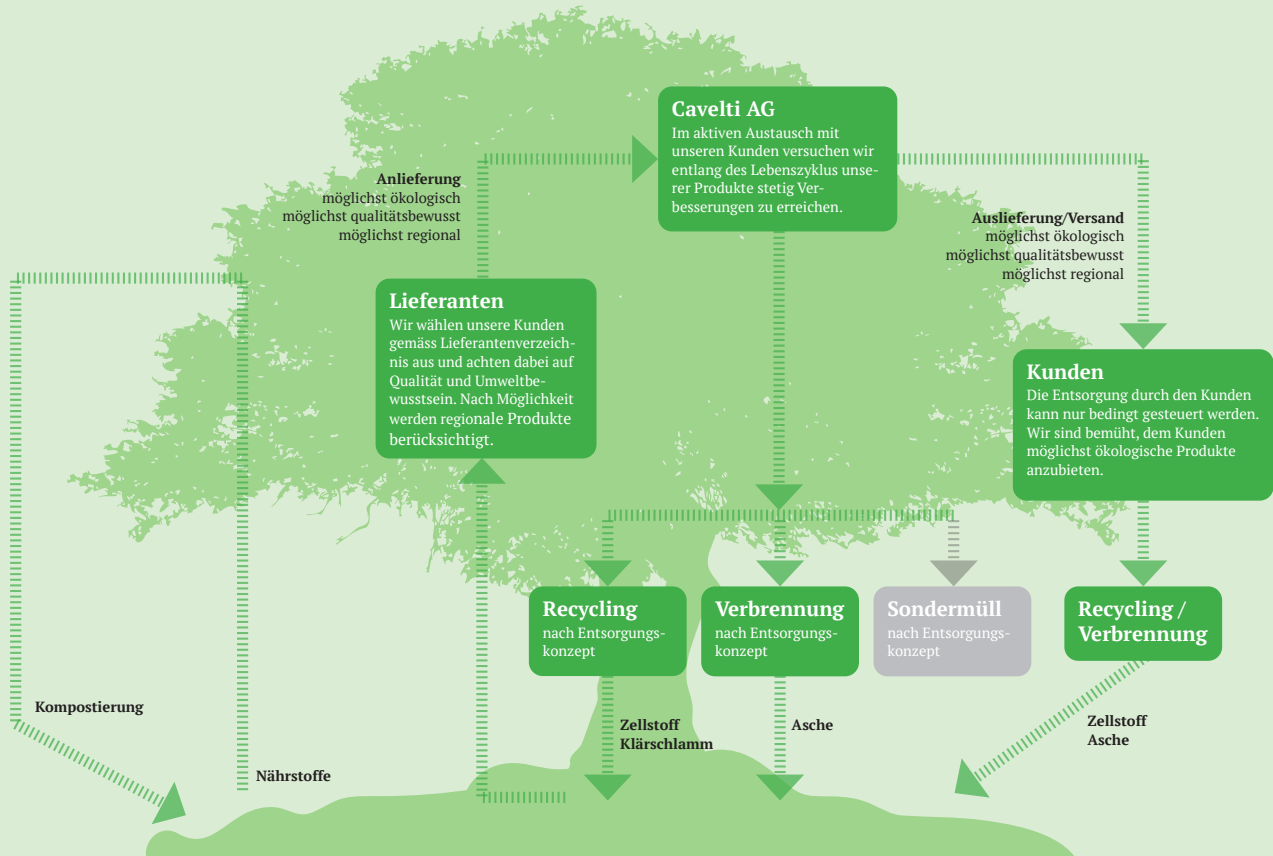 Cavelti AG
Im aktiven Austausch mit
unseren Kunden versuchen wir
entlang des Lebenszyklus unse-
rer Produkte stetig Ver-
besserungen zu erreichen.
Anlieferung
möglichst ökologisch
möglichst qualitätsbewusst
möglichst regional
Auslieferung/Versand
möglichst ökologisch
möglichst qualitätsbewusst
möglichst regional
Lieferanten
Wir wählen unsere Kunden
gemäss Lieferantenverzeich-
nis aus und achten dabei auf
Qualität und Umweltbe-
wusstsein. Nach Möglichkeit
werden regionale Produkte
berücksichtigt.
Kunden
Die Entsorgung durch den Kunden
kann nur bedingt gesteuert werden.
Wir sind bemüht, dem Kunden
möglichst ökologische Produkte
anzubieten.
Recycling
nach Entsorgungs-
konzept
Verbrennung
nach Entsorgungs-
konzept
Sondermüll
nach Entsorgungs-
konzept
Recycling /
Verbrennung
Kompostierung
Nährstoffe
Zellstoff
Klärschlamm
Asche
Zellstoff
Asche